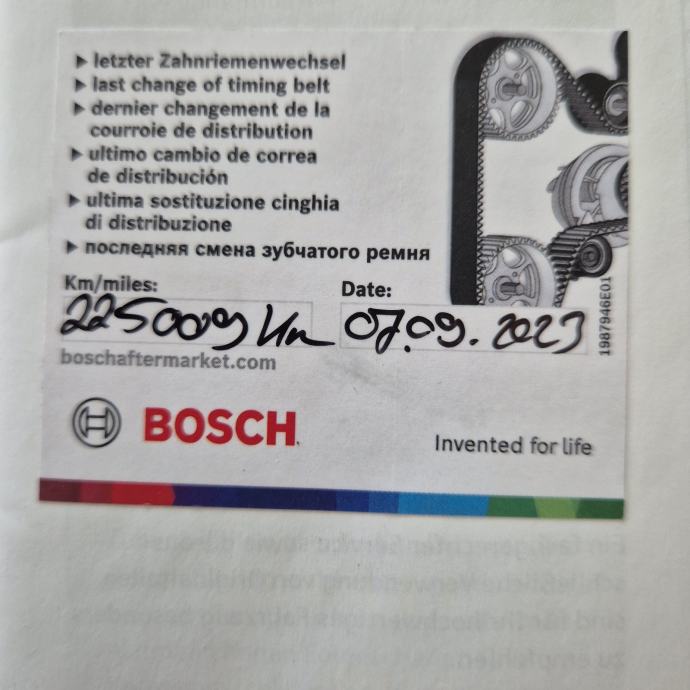 ▶ letzter Zahnriemenwechsel
▶ last change of timing belt
▶ dernier changement de la
courroie de distribution
▶ ultimo cambio de correa
de distribución
▶ ultima sostituzione cinghia
di distribuzione
▶ последняя смена зубчатого ремня
Km/miles: Date:
225009 Km 07.09.2023
1987946E01
boschaftermarket.com
BOSCH
Invented for life